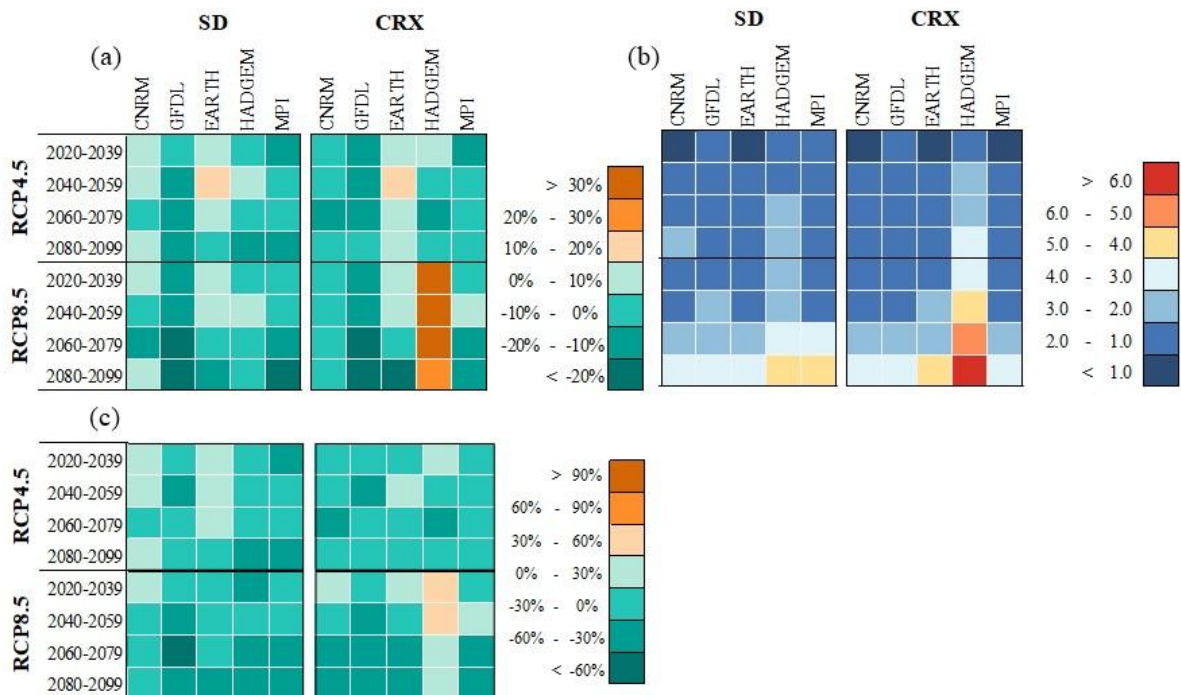 SD CRX
(a)
CNRM GFDL EARTH HADGEM MPI CNRM GFDL EARTH HADGEM MPI
RCP4.5
2020-2039
2040-2059
2060-2079
2080-2099
RCP8.5
2020-2039
2040-2059
2060-2079
2080-2099
> 30%
20% - 30%
10% - 20%
0% - 10%
-10% - 0%
-20% - -10%
< -20%
SD CRX
(b)
CNRM GFDL EARTH HADGEM MPI CNRM GFDL EARTH HADGEM MPI
> 6.0
6.0 - 5.0
5.0 - 4.0
4.0 - 3.0
3.0 - 2.0
2.0 - 1.0
< 1.0
(c)
RCP4.5
2020-2039
2040-2059
2060-2079
2080-2099
RCP8.5
2020-2039
2040-2059
2060-2079
2080-2099
> 90%
60% - 90%
30% - 60%
0% - 30%
-30% - 0%
-60% - -30%
< -60%